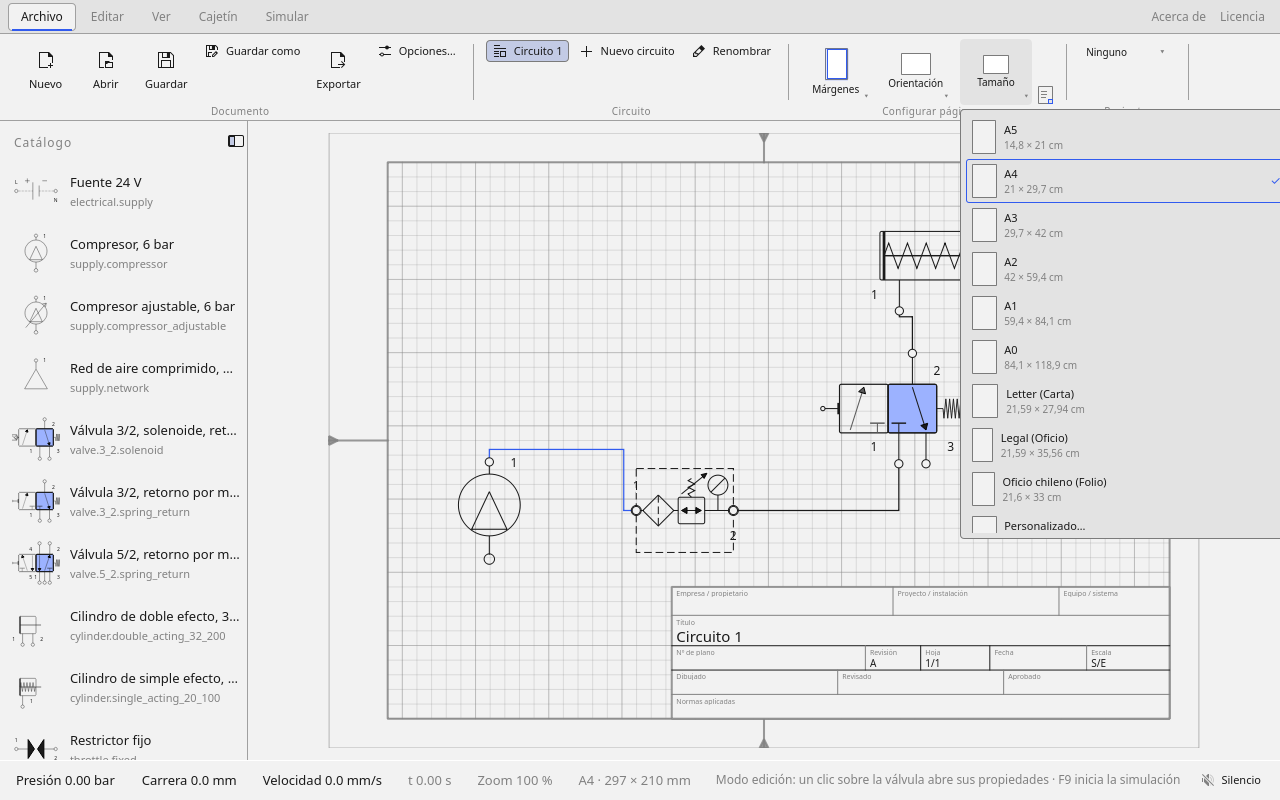 Archivo Editar Ver Cajetín Simular Acerca de Licencia
Nuevo Abrir Guardar Guardar como Exportar Opciones...
Documento
Circuito 1 Nuevo circuito Renombrar
Circuito
Márgenes Orientación Tamaño
Ninguno
Catálogo
Fuente 24 V
electrical.supply
Compresor, 6 bar
supply.compressor
Compresor ajustable, 6 bar
supply.compressor_adjustable
Red de aire comprimido, ...
supply.network
Válvula 3/2, solenoide, ret...
valve.3_2.solenoid
Válvula 3/2, retorno por m...
valve.3_2.spring_return
Válvula 5/2, retorno por m...
valve.5_2.spring_return
Cilindro de doble efecto, 3...
cylinder.double_acting_32_200
Cilindro de simple efecto, ...
cylinder.single_acting_20_100
Restrictor fijo
1
2
1
3
1
1
2
A5
14,8 × 21 cm
A4
21 × 29,7 cm
A3
29,7 × 42 cm
A2
42 × 59,4 cm
A1
59,4 × 84,1 cm
A0
84,1 × 118,9 cm
Letter (Carta)
21,59 × 27,94 cm
Legal (Oficio)
21,59 × 35,56 cm
Oficio chileno (Folio)
21,6 × 33 cm
Personalizado...
Empresa / propietario Proyecto / instalación Equipo / sistema
Título
Circuito 1
Nº de plano Revisión Hoja Fecha Escala
A 1/1 S/E
Dibujado Revisado Aprobado
Normas aplicadas
Presión 0.00 bar Carrera 0.0 mm Velocidad 0.0 mm/s t 0.00 s Zoom 100 % A4 · 297 × 210 mm Modo edición: un clic sobre la válvula abre sus propiedades · F9 inicia la simulación Silencio